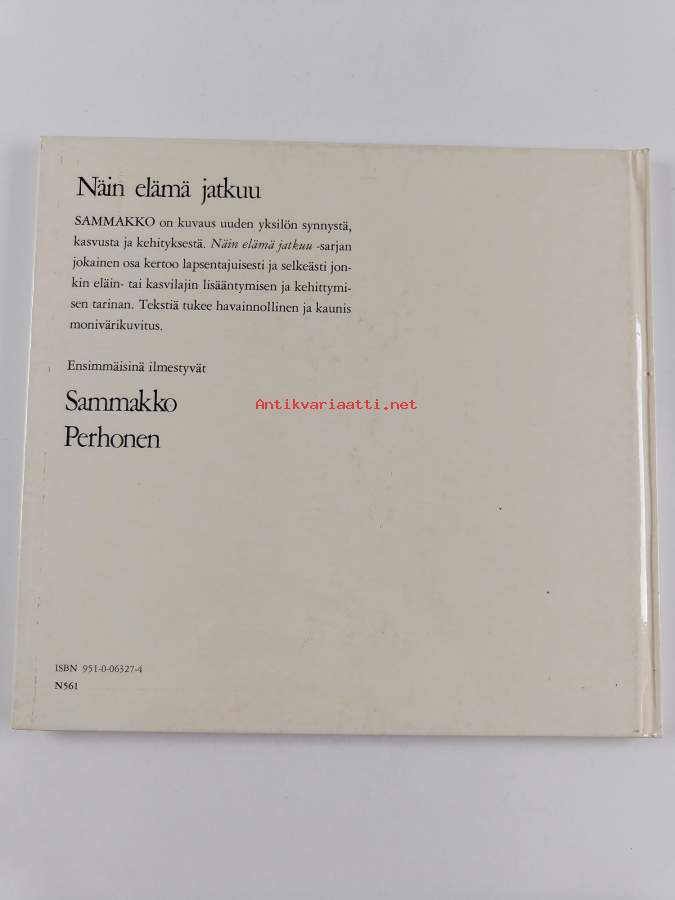 Näin elämä jatkuu
SAMMAKKO on kuvaus uuden yksilön synnystä,
kasvusta ja kehityksestä. Näin elämä jatkuu -sarjan
jokainen osa kertoo lapsentajuisesti ja selkeästi jon-
kin eläin- tai kasvilajin lisääntymisen ja kehittymi-
sen tarinan. Tekstiä tukee havainnollinen ja kaunis
monivärikuvitus.
Ensimmäisinä ilmestyvät
Sammakko
Antikvariaatti.net
Perhonen
ISBN 951-0-06327-4
N561